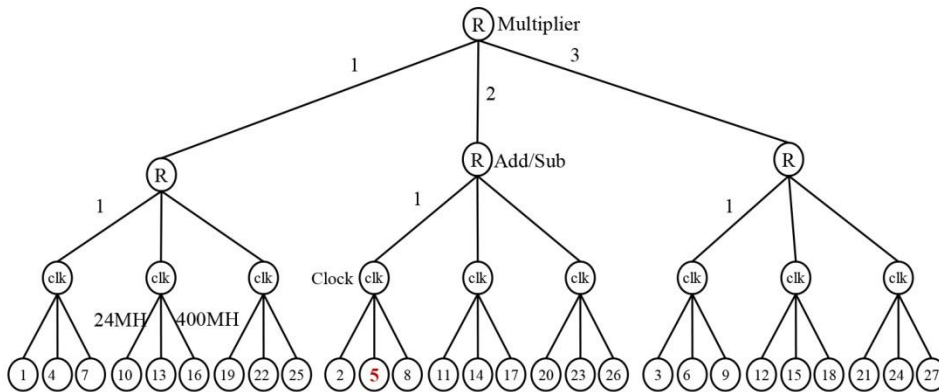 R Multiplier
1 2 3
R R Add/Sub R
1 1 1
clk clk clk Clock clk clk clk clk clk clk
24MH 400MH
1 4 7 10 13 16 19 22 25 2 5 8 11 14 17 20 23 26 3 6 9 12 15 18 21 24 27